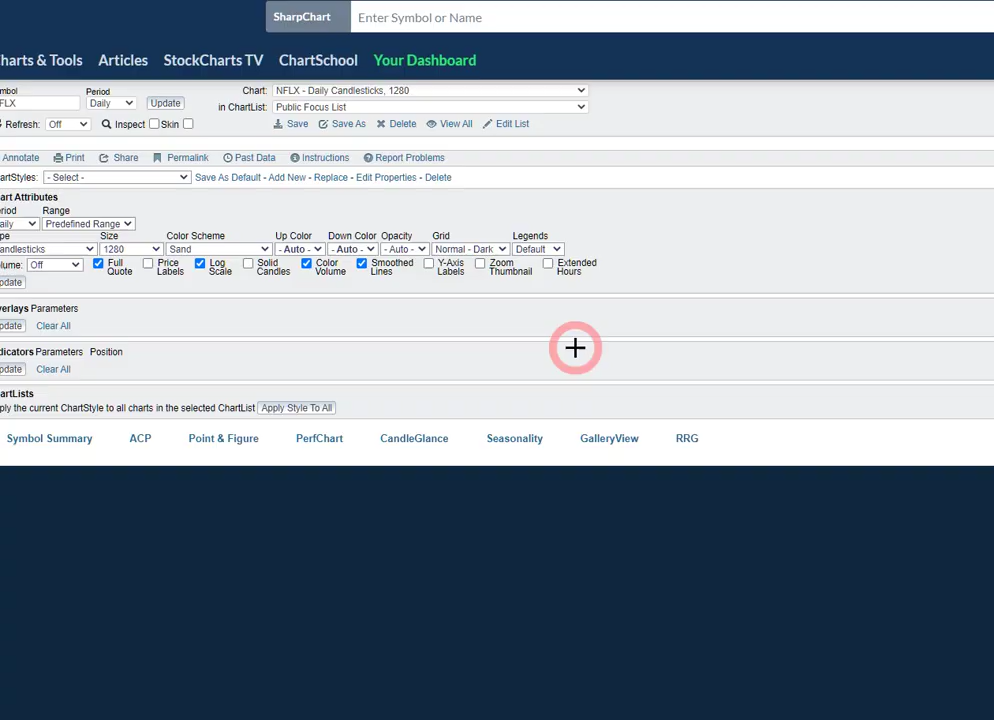 SharpChart Enter Symbol or Name
harts & Tools Articles StockCharts TV ChartSchool Your Dashboard
mbol Period Chart: NFLX - Daily Candlesticks, 1280
FLX Daily Update in ChartList: Public Focus List
Refresh: Off Inspect Skin Save Save As Delete View All Edit List
Annotate Print Share Permalink Past Data Instructions Report Problems
artStyles: - Select - Save As Default - Add New - Replace - Edit Properties - Delete
art Attributes
riod Range
aily Predefined Range
pe Size Color Scheme Up Color Down Color Opacity Grid Legends
andlesticks 1280 Sand - Auto - - Auto - - Auto - Normal - Dark Default
lume: Off Full Quote Price Labels Log Scale Solid Candles Color Volume Smoothed Lines Y-Axis Labels Zoom Thumbnail Extended Hours
pdate
verlays Parameters
pdate Clear All
dicators Parameters Position
pdate Clear All
artLists
ply the current ChartStyle to all charts in the selected ChartList Apply Style To All
Symbol Summary ACP Point & Figure PerfChart CandleGlance Seasonality GalleryView RRG